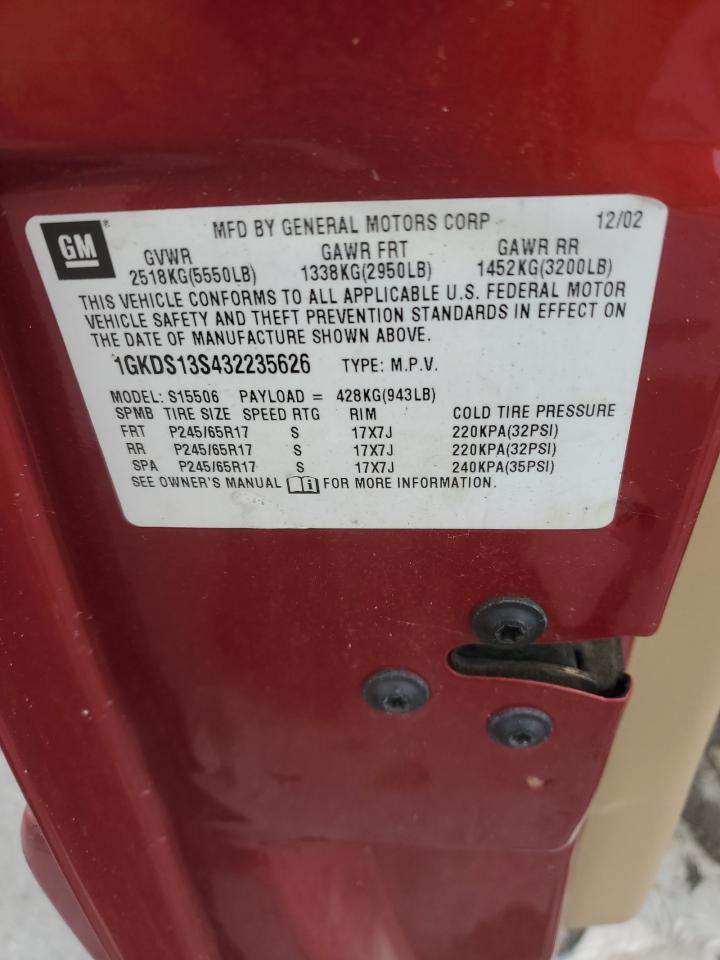 GM ® MFD BY GENERAL MOTORS CORP 12/02
GVWR GAWR FRT GAWR RR
2518KG(5550LB) 1338KG(2950LB) 1452KG(3200LB)
THIS VEHICLE CONFORMS TO ALL APPLICABLE U.S. FEDERAL MOTOR
VEHICLE SAFETY AND THEFT PREVENTION STANDARDS IN EFFECT ON
THE DATE OF MANUFACTURE SHOWN ABOVE.
1GKDS13S432235626 TYPE: M.P.V.
MODEL: S15506 PAYLOAD = 428KG(943LB)
SPMB TIRE SIZE SPEED RTG RIM COLD TIRE PRESSURE
FRT P245/65R17 S 17X7J 220KPA(32PSI)
RR P245/65R17 S 17X7J 220KPA(32PSI)
SPA P245/65R17 S 17X7J 240KPA(35PSI)
SEE OWNER'S MANUAL i FOR MORE INFORMATION.